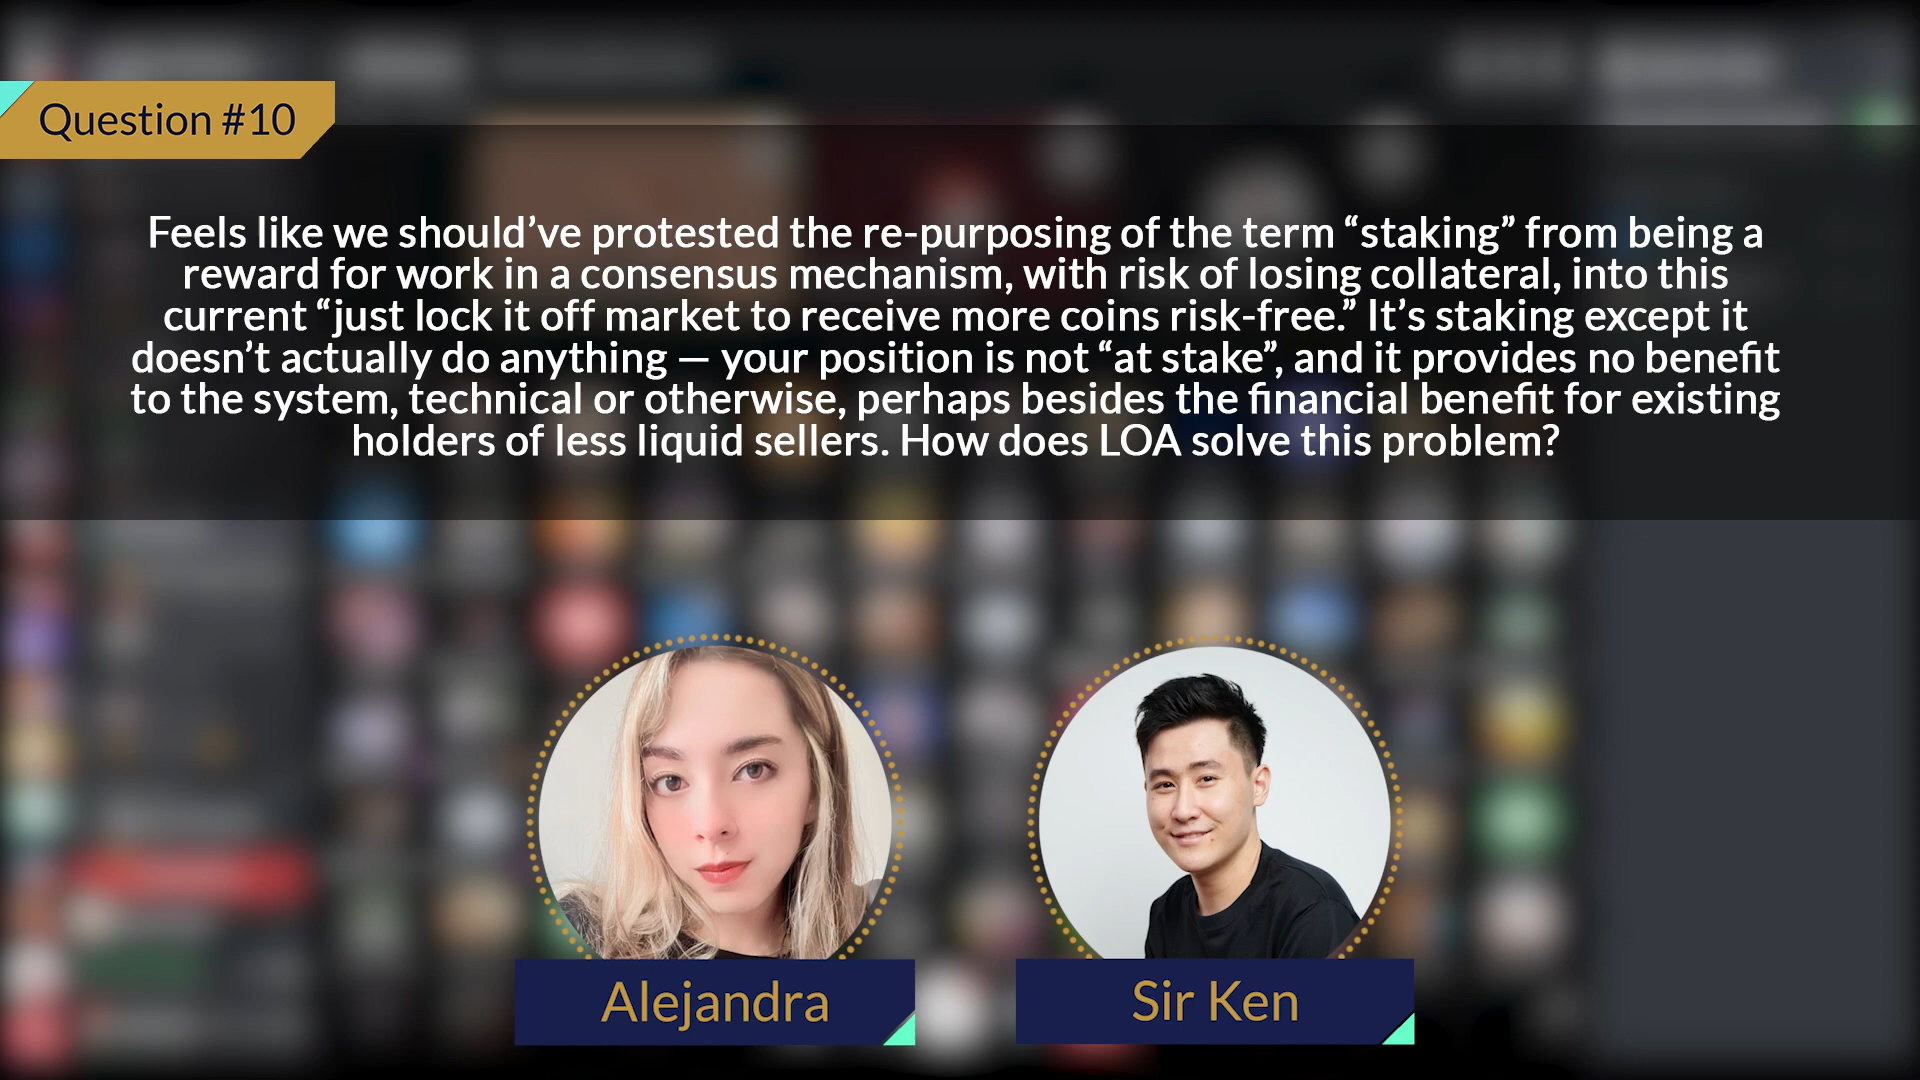 Question #10
Feels like we should’ve protested the re-purposing of the term “staking” from being a
reward for work in a consensus mechanism, with risk of losing collateral, into this
current “just lock it off market to receive more coins risk-free.” It’s staking except it
doesn’t actually do anything — your position is not “at stake”, and it provides no benefit
to the system, technical or otherwise, perhaps besides the financial benefit for existing
holders of less liquid sellers. How does LOA solve this problem?
Alejandra
Sir Ken